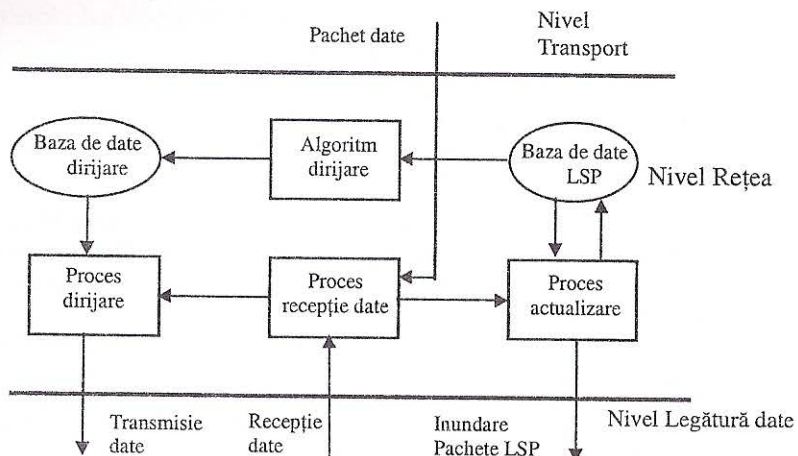 Pachet date
Nivel
Transport
Baza de date
dirijare
Algoritm
dirijare
Baza de date
LSP
Nivel Rețea
Proces
dirijare
Proces
recepție date
Proces
actualizare
Transmisie
date
Recepție
date
Inundare
Pachete LSP
Nivel Legătură date